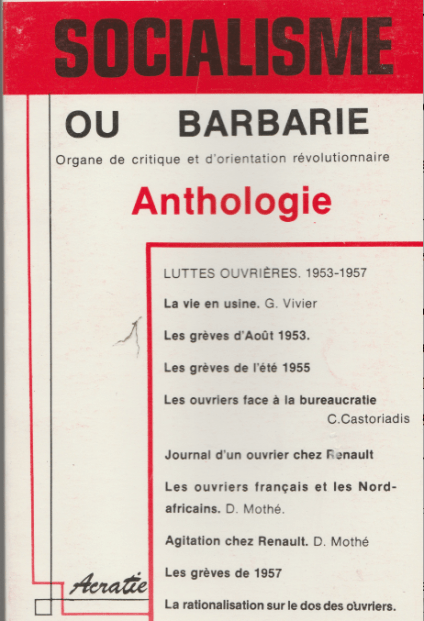 SOCIALISME
OU BARBARIE
Organe de critique et d'orientation révolutionnaire
Anthologie
LUTTES OUVRIÈRES. 1953-1957
La vie en usine. G. Vivier
Les grèves d'Août 1953.
Les grèves de l'été 1955
Les ouvriers face à la bureaucratie
C.Castoriadis
Journal d'un ouvrier chez Renault
Les ouvriers français et les Nord-
africains. D. Mothé.
Agitation chez Renault. D. Mothé
Les grèves de 1957
La rationalisation sur le dos des ouvriers.
Acratie